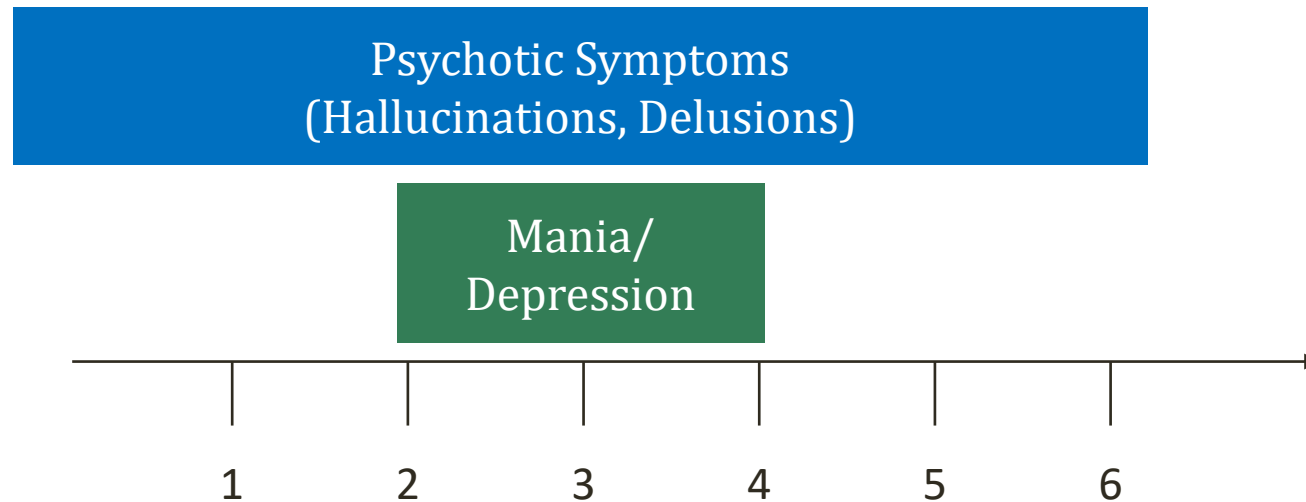 Psychotic Symptoms
(Hallucinations, Delusions)
Mania/
Depression
1 2 3 4 5 6